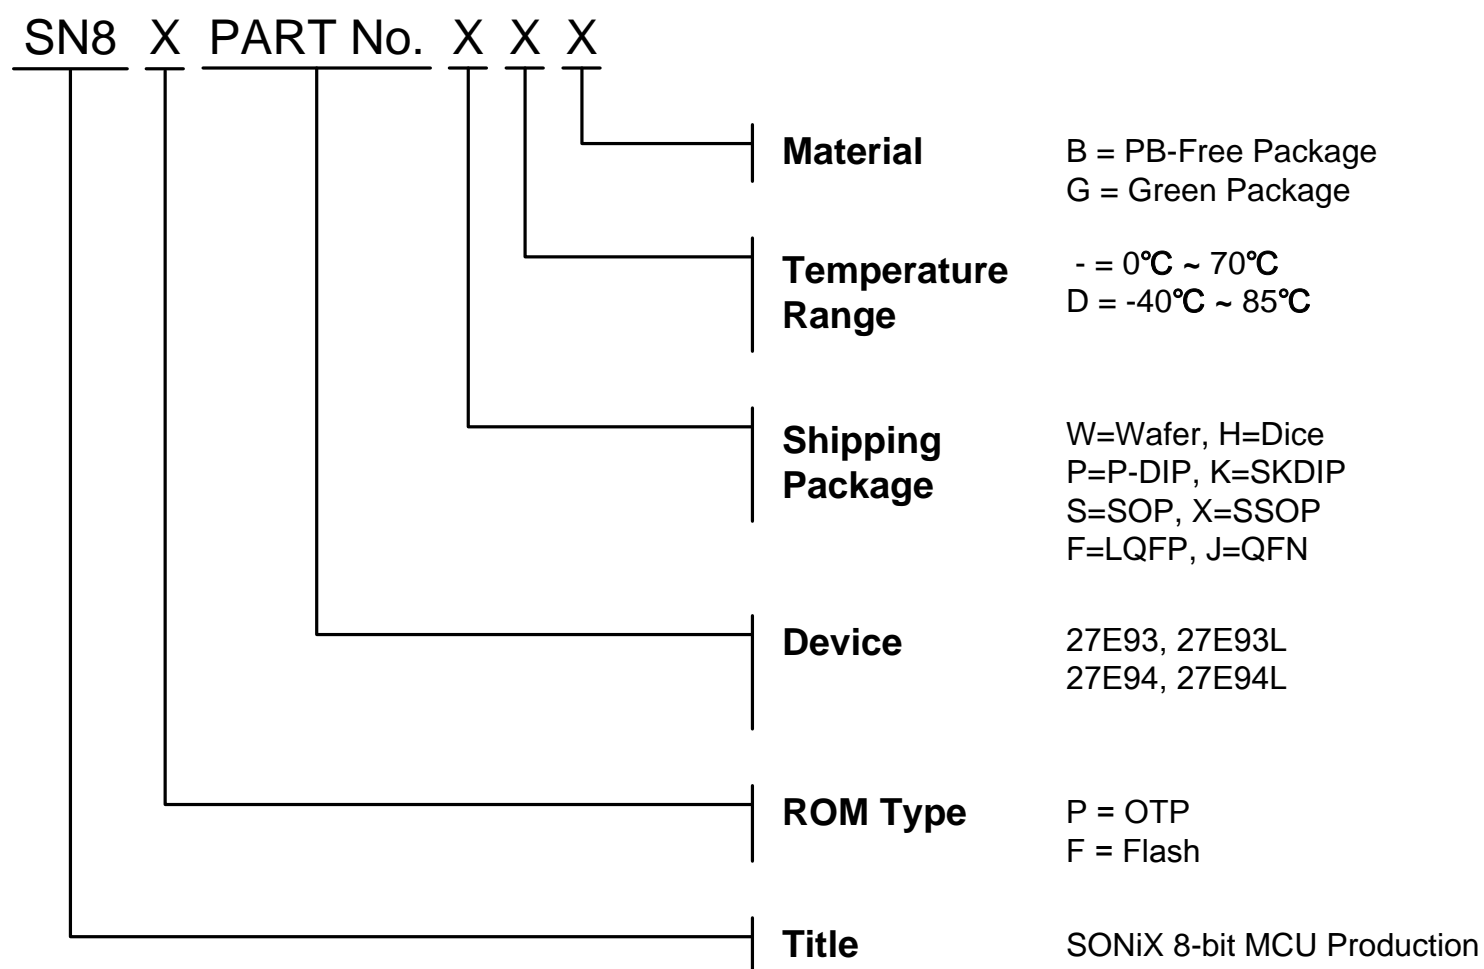 SN8 X PART No. X X X
Material
B = PB-Free Package
G = Green Package
Temperature
Range
- = 0℃ ~ 70℃
D = -40℃ ~ 85℃
Shipping
Package
W=Wafer, H=Dice
P=P-DIP, K=SKDIP
S=SOP, X=SSOP
F=LQFP, J=QFN
Device
27E93, 27E93L
27E94, 27E94L
ROM Type
P = OTP
F = Flash
Title
SONiX 8-bit MCU Production